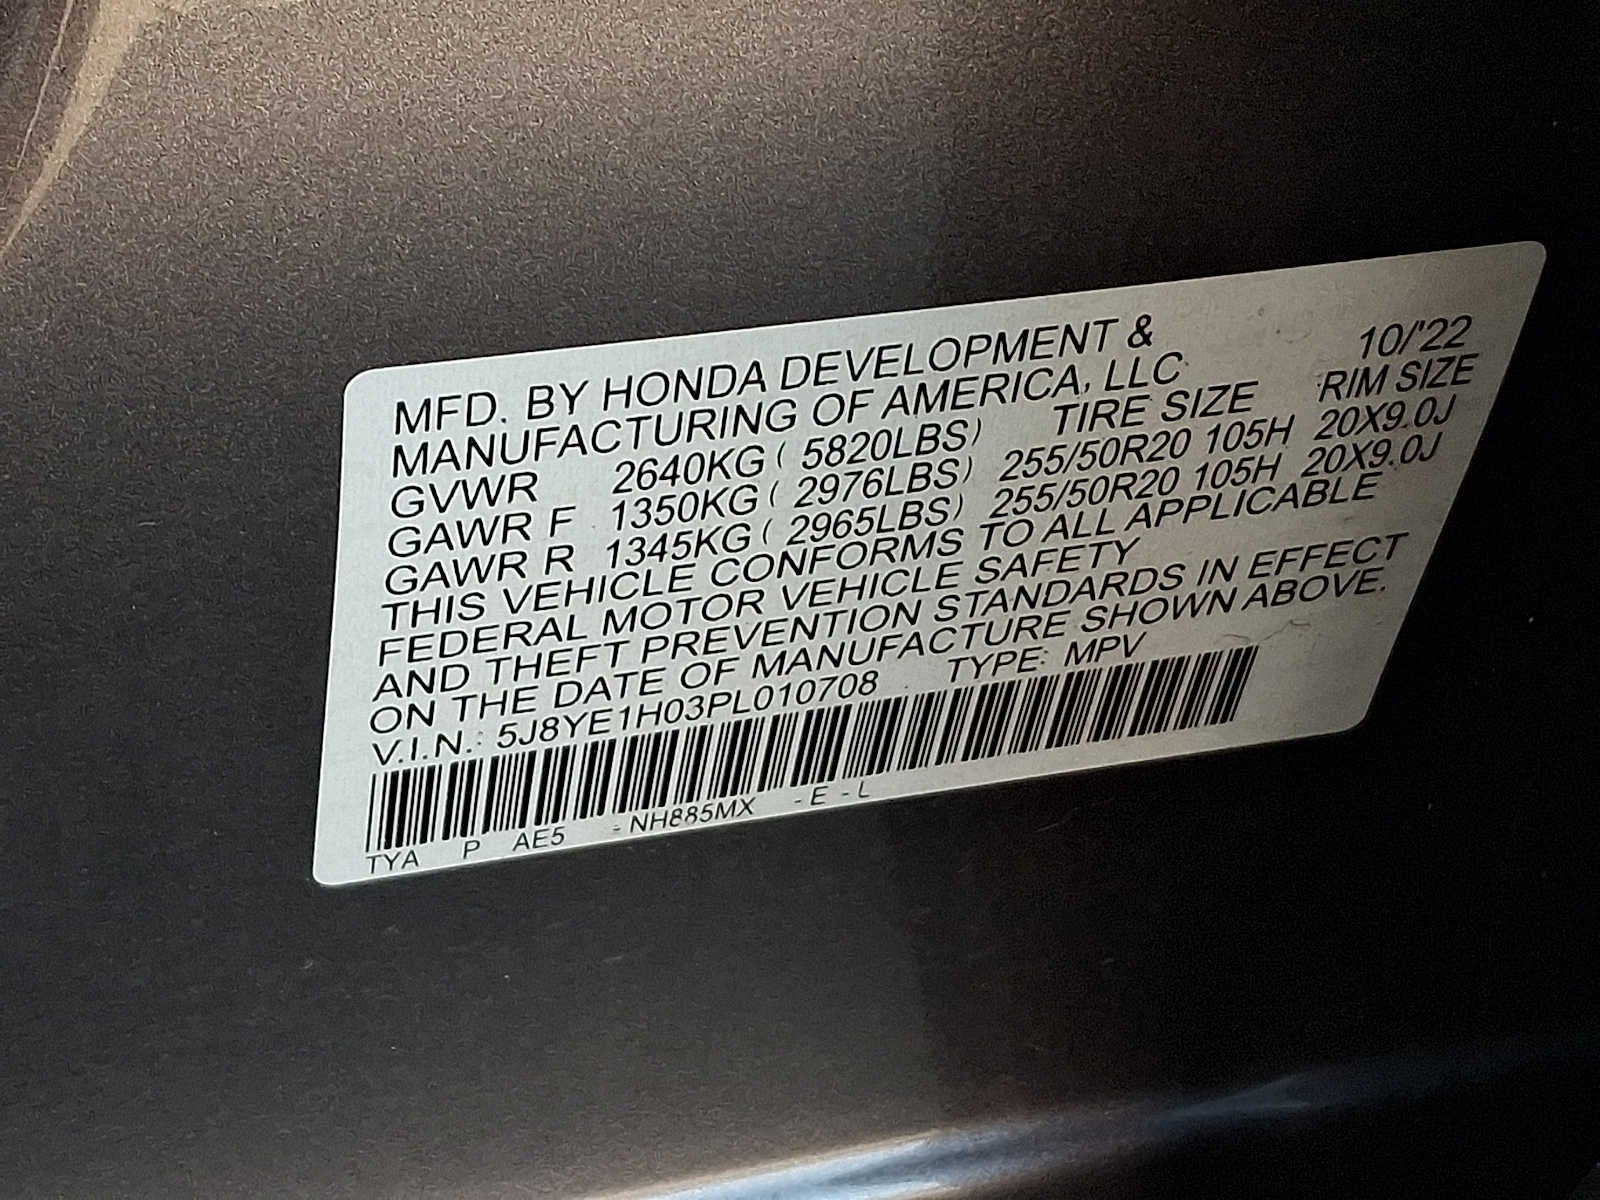 MFD. BY HONDA DEVELOPMENT & 10/'22
MANUFACTURING OF AMERICA, LLC
GVWR 2640KG ( 5820LBS) TIRE SIZE RIM SIZE
GAWR F 1350KG ( 2976LBS) 255/50R20 105H 20X9.0J
GAWR R 1345KG ( 2965LBS) 255/50R20 105H 20X9.0J
THIS VEHICLE CONFORMS TO ALL APPLICABLE
FEDERAL MOTOR VEHICLE SAFETY
AND THEFT PREVENTION STANDARDS IN EFFECT
ON THE DATE OF MANUFACTURE SHOWN ABOVE.
V.I.N.: 5J8YE1H03PL010708 TYPE: MPV
TYA P AE5 - NH885MX - E - L